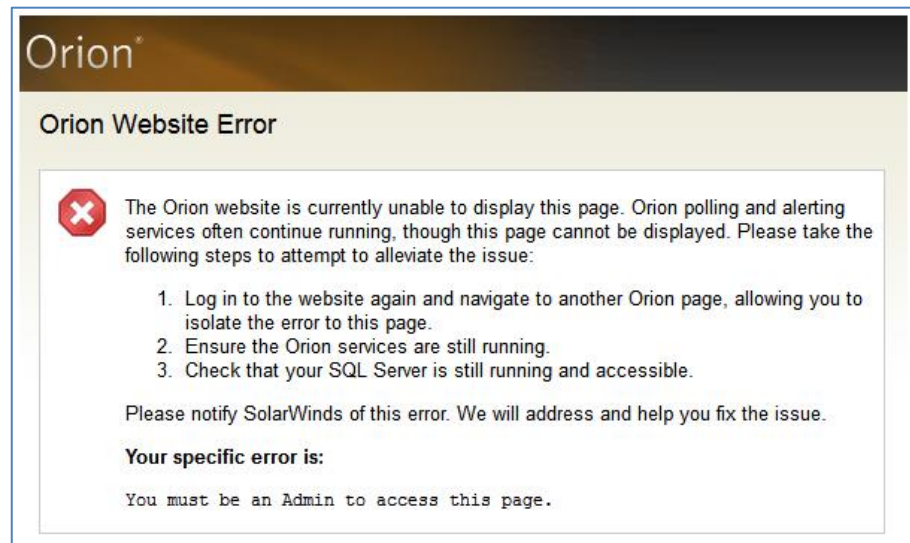 Orion®
Orion Website Error
The Orion website is currently unable to display this page. Orion polling and alerting
services often continue running, though this page cannot be displayed. Please take the
following steps to attempt to alleviate the issue:
1. Log in to the website again and navigate to another Orion page, allowing you to
isolate the error to this page.
2. Ensure the Orion services are still running.
3. Check that your SQL Server is still running and accessible.
Please notify SolarWinds of this error. We will address and help you fix the issue.
Your specific error is:
You must be an Admin to access this page.